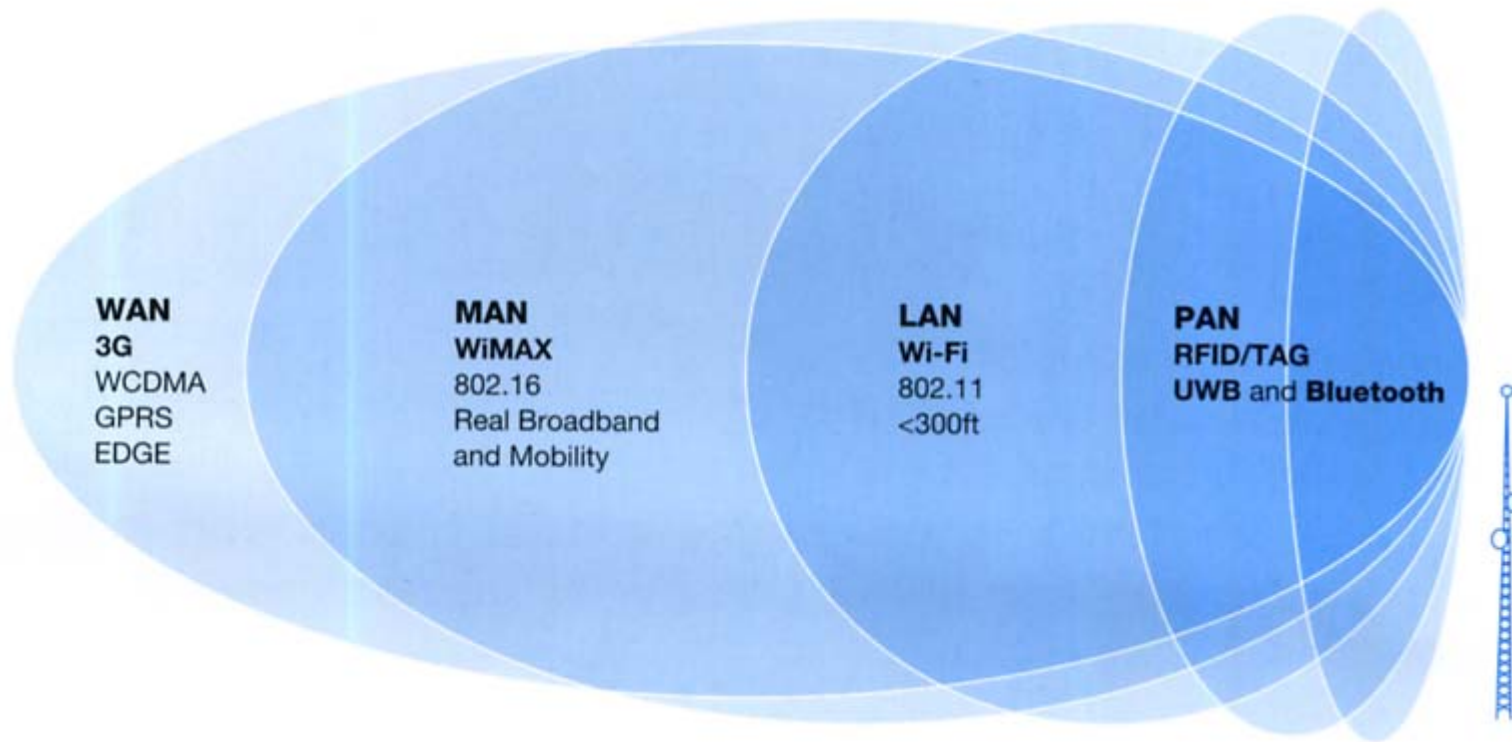 WAN
3G
WCDMA
GPRS
EDGE
MAN
WiMAX
802.16
Real Broadband
and Mobility
LAN
Wi-Fi
802.11
<300ft
PAN
RFID/TAG
UWB and Bluetooth